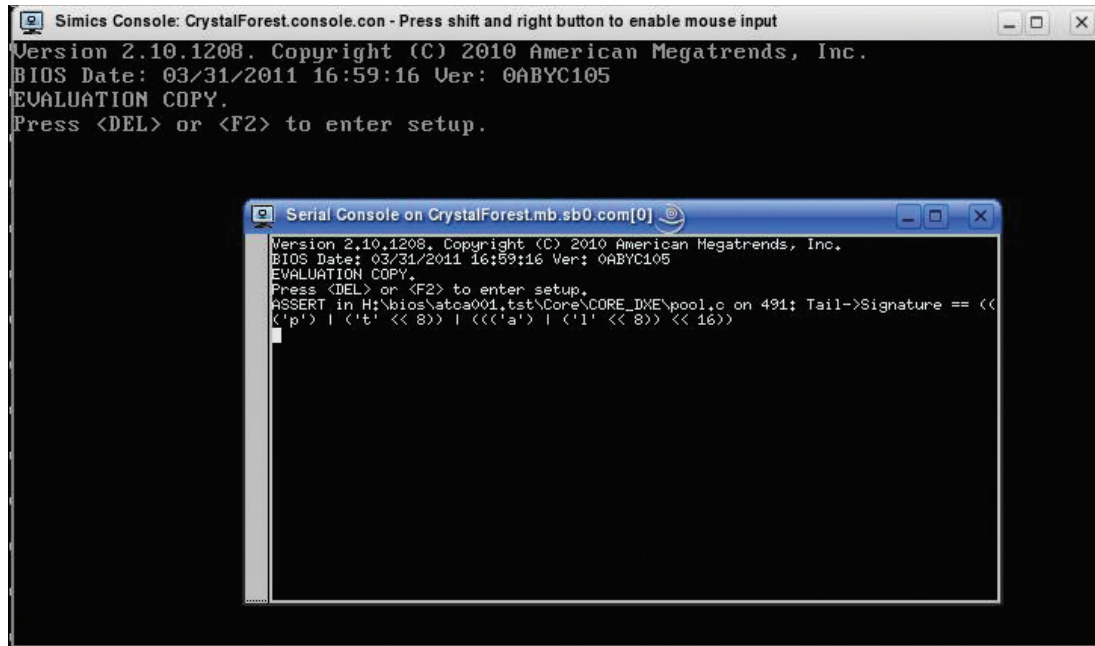 Simics Console: CrystalForest.console.con - Press shift and right button to enable mouse input
Version 2.10.1208. Copyright (C) 2010 American Megatrends, Inc.
BIOS Date: 03/31/2011 16:59:16 Ver: 0ABYC105
EVALUATION COPY.
Press <DEL> or <F2> to enter setup.
Serial Console on CrystalForest.mb.sb0.com[0]
Version 2.10.1208. Copyright (C) 2010 American Megatrends, Inc.
BIOS Date: 03/31/2011 16:59:16 Ver: 0ABYC105
EVALUATION COPY.
Press <DEL> or <F2> to enter setup.
ASSERT in H:\bios\atca001.tst\Core\CORE_DXE\pool.c on 491: Tail->Signature == ((
('p') | ('t' << 8)) | ((('a') | ('l' << 8)) << 16))